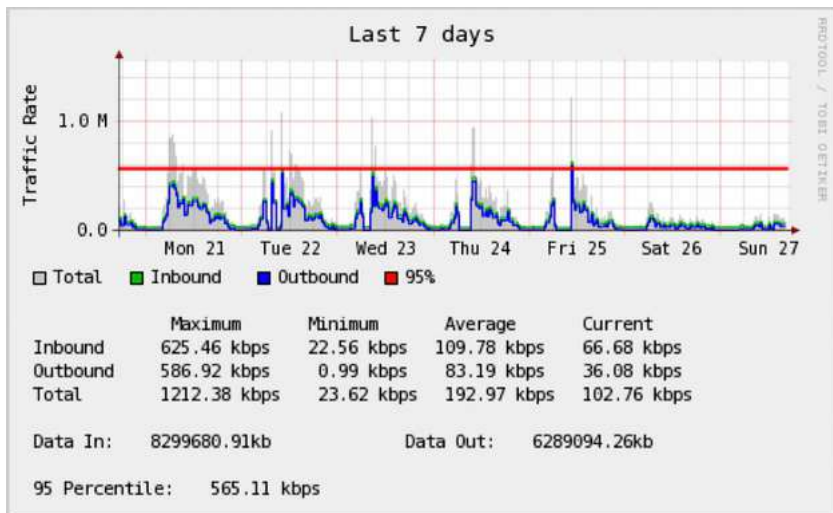 Last 7 days
RRDTOOL / TOBI OETIKER
Traffic Rate
1.0 M
0.0
Mon 21 Tue 22 Wed 23 Thu 24 Fri 25 Sat 26 Sun 27
Total Inbound Outbound 95%
Maximum Minimum Average Current
Inbound 625.46 kbps 22.56 kbps 109.78 kbps 66.68 kbps
Outbound 586.92 kbps 0.99 kbps 83.19 kbps 36.08 kbps
Total 1212.38 kbps 23.62 kbps 192.97 kbps 102.76 kbps
Data In: 8299680.91kb Data Out: 6289094.26kb
95 Percentile: 565.11 kbps